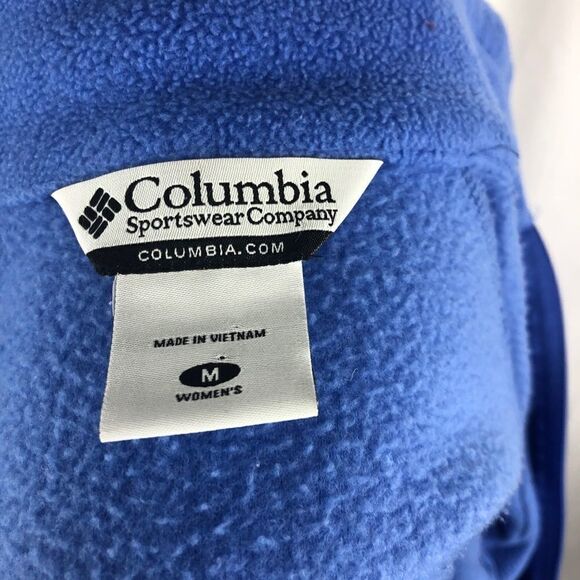 Columbia
Sportswear Company
COLUMBIA.COM
MADE IN VIETNAM
M
WOMEN'S